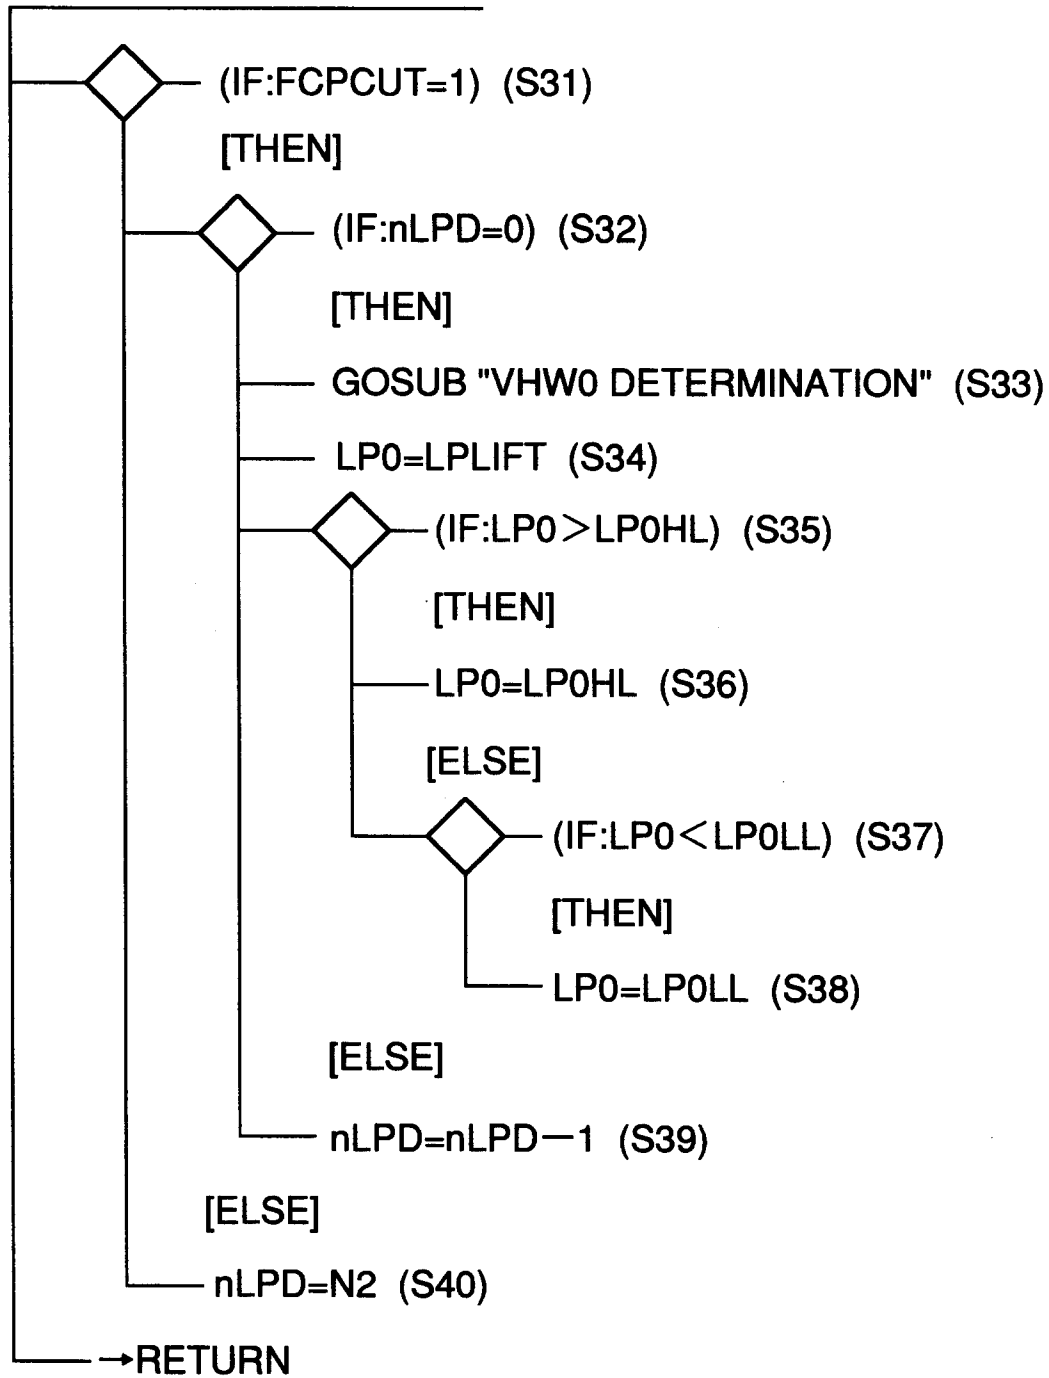 (IF:FCPCUT=1) (S31)
[THEN]
(IF:nLPD=0) (S32)
[THEN]
GOSUB "VHW0 DETERMINATION" (S33)
LP0=LPLIFT (S34)
(IF:LP0>LP0HL) (S35)
[THEN]
LP0=LP0HL (S36)
[ELSE]
(IF:LP0<LP0LL) (S37)
[THEN]
LP0=LP0LL (S38)
[ELSE]
nLPD=nLPD—1 (S39)
[ELSE]
nLPD=N2 (S40)
→RETURN